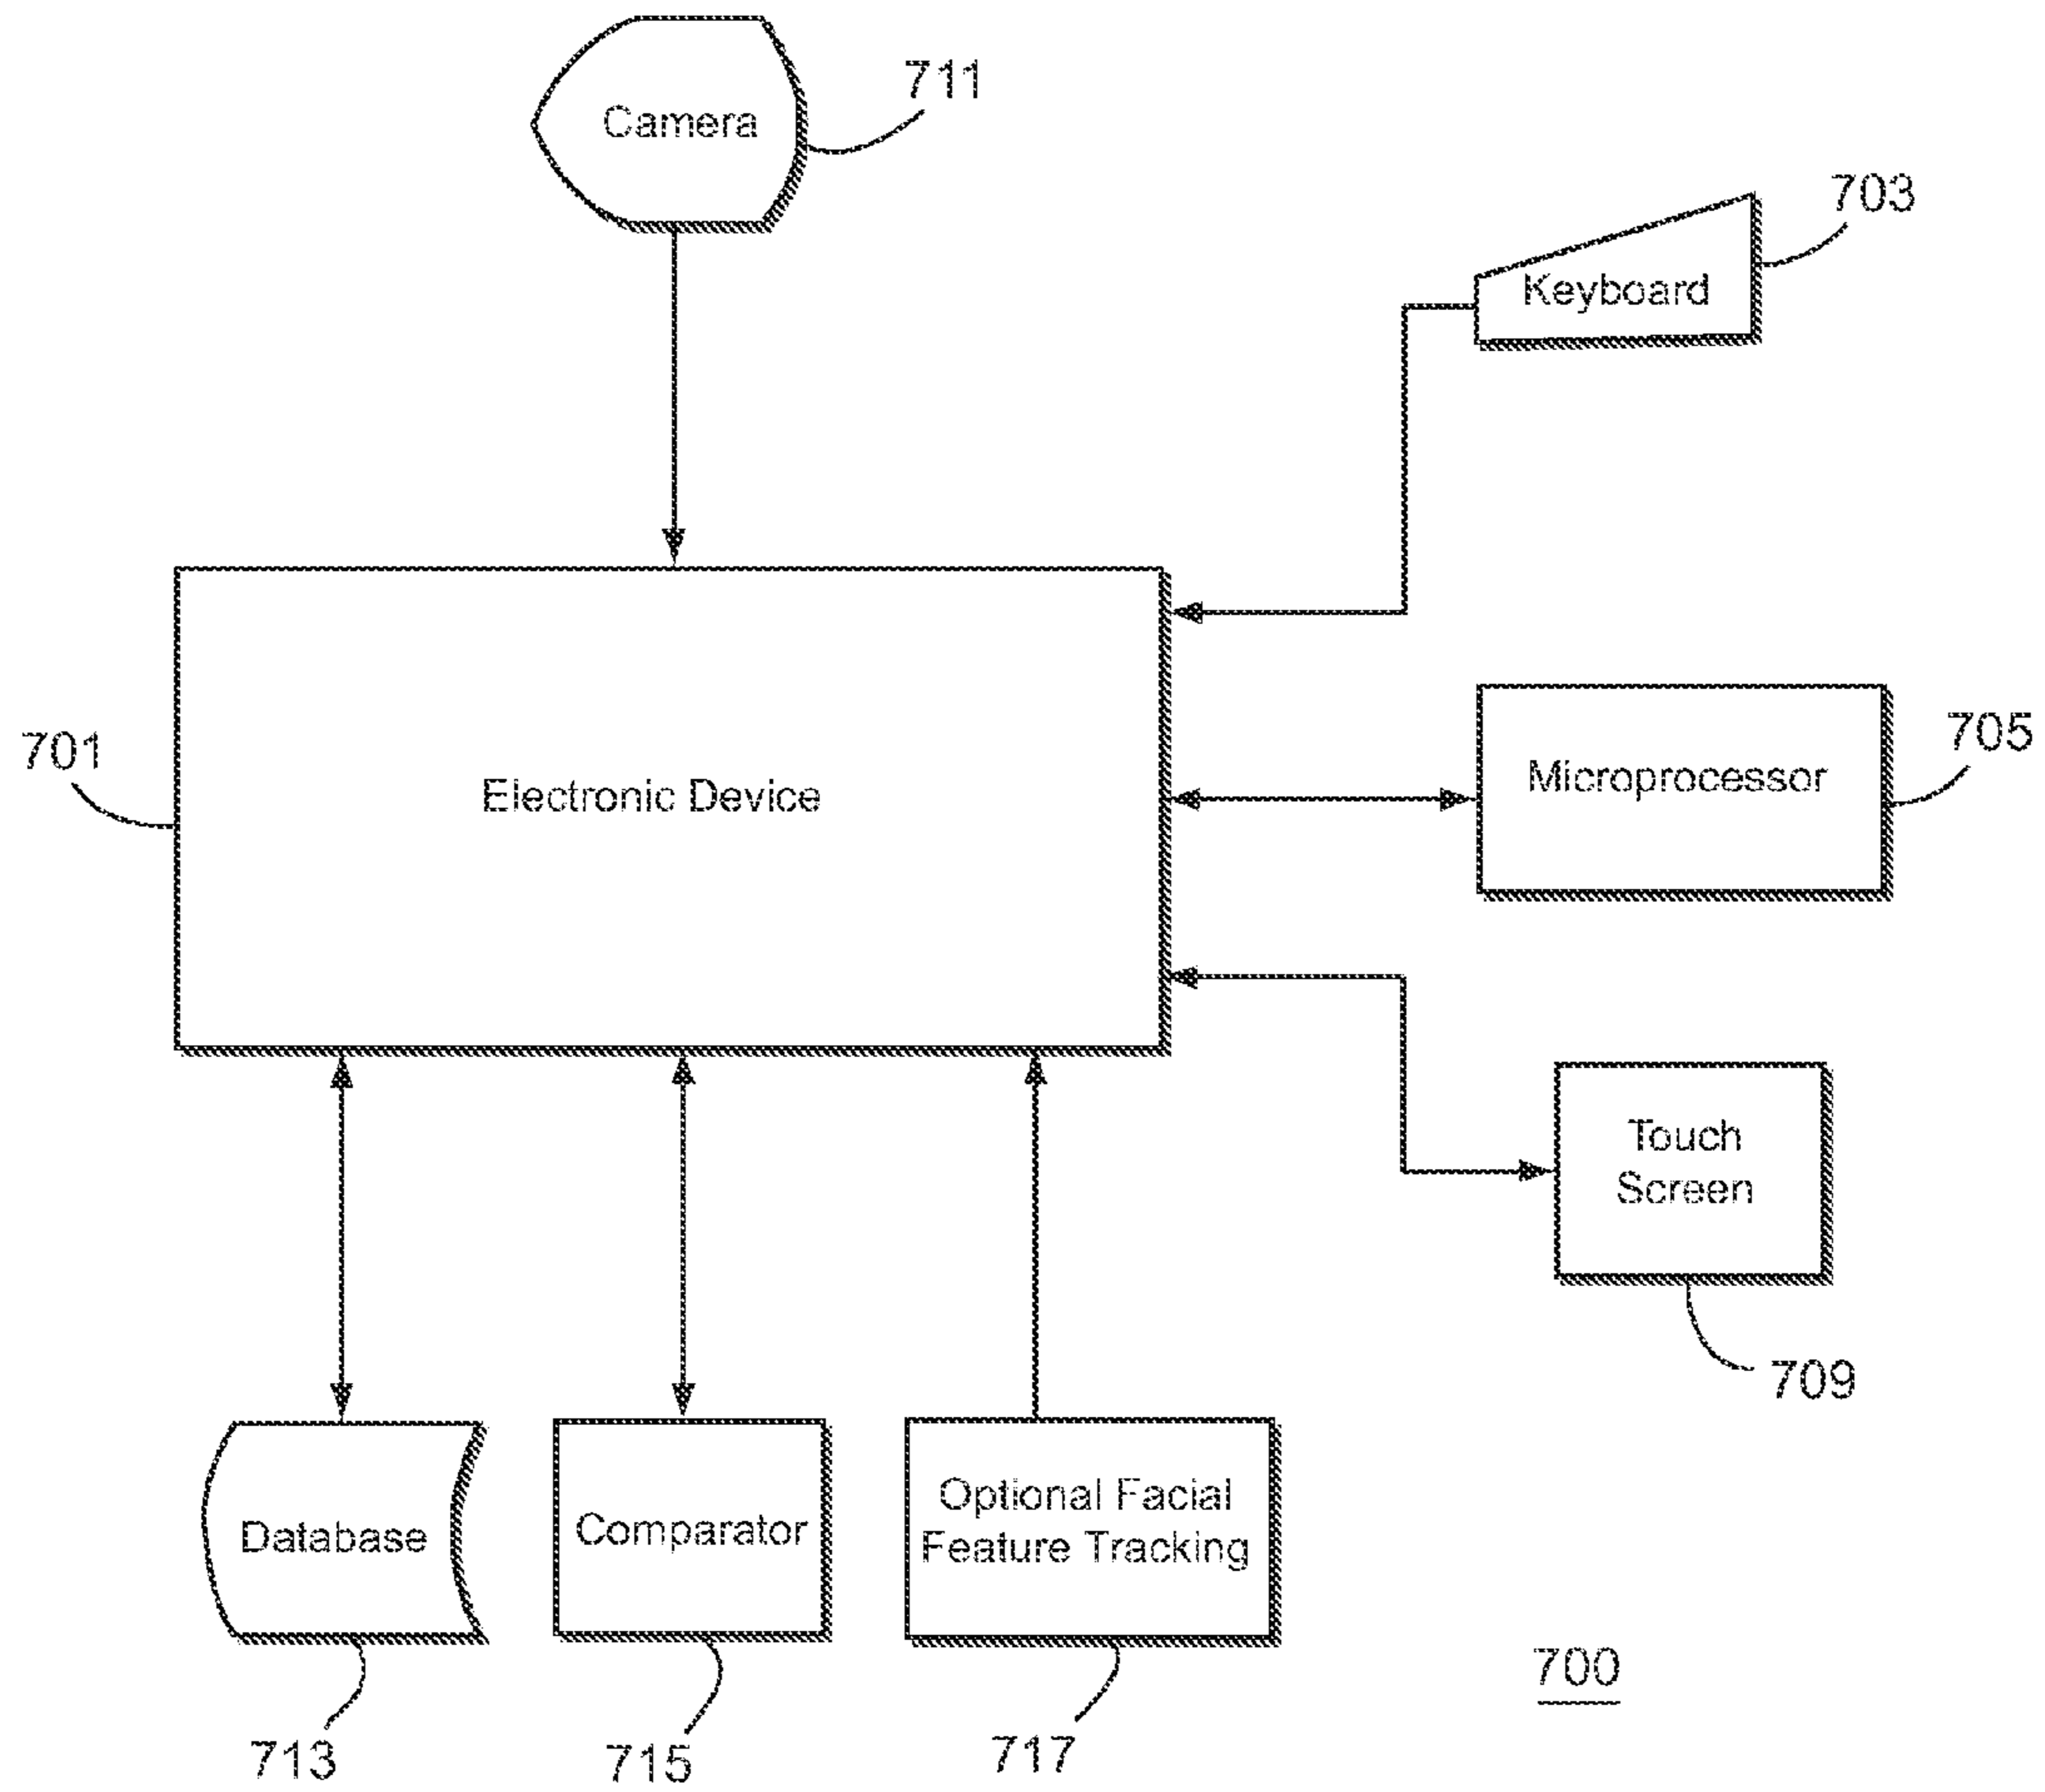 Camera
711
703
Keyboard
701
Electronic Device
Microprocessor
705
Touch
Screen
709
Database
Comparator
Optional Facial
Feature Tracking
713
715
717
700